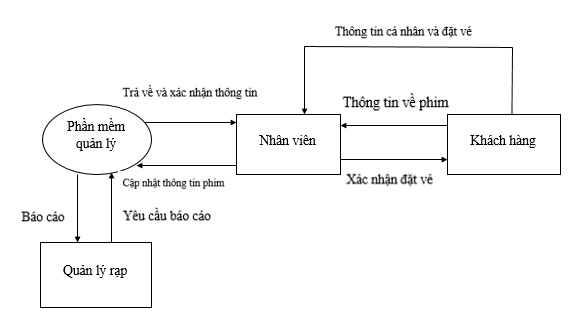 Thông tin cá nhân và đặt vé
Trả về và xác nhận thông tin
Thông tin về phim
Phần mềm
quản lý
Nhân viên
Khách hàng
Cập nhật thông tin phim
Xác nhận đặt vé
Báo cáo
Yêu cầu báo cáo
Quản lý rạp